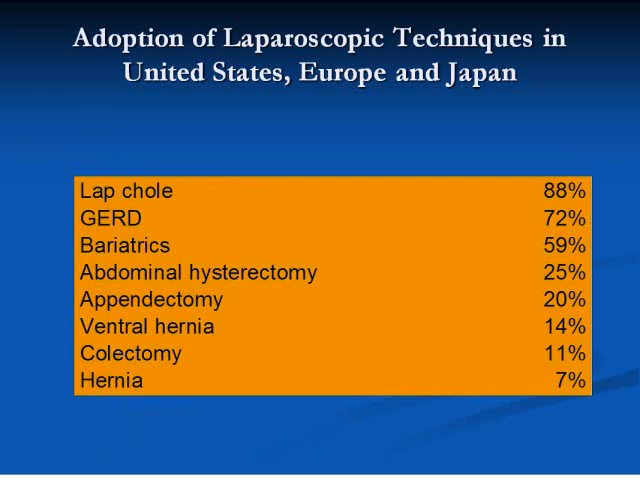 Adoption of Laparoscopic Techniques in
United States, Europe and Japan
Lap chole 88%
GERD 72%
Bariatrics 59%
Abdominal hysterectomy 25%
Appendectomy 20%
Ventral hernia 14%
Colectomy 11%
Hernia 7%